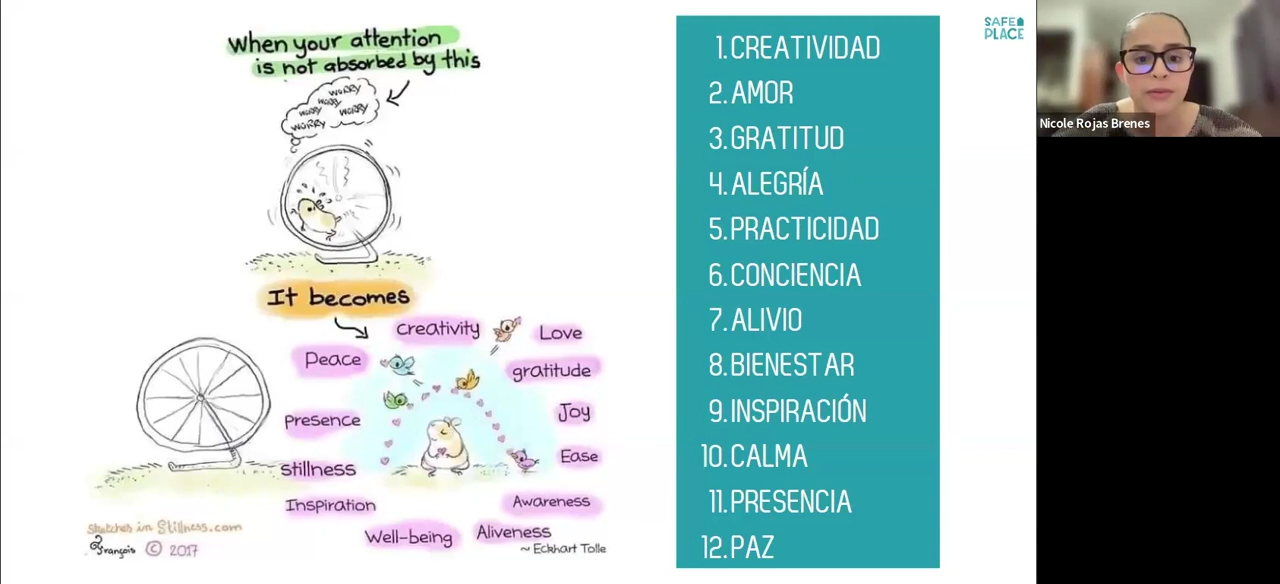 When your attention
is not absorbed by this
WORRY
WORRY
WORRY WORRY
WORRY
It becomes
creativity
Love
Peace
gratitude
Presence
Joy
stillness
Ease
Inspiration
Awareness
Well-being
Aliveness
~ Eckhart Tolle
Sketches in Stillness.com
François © 2017
1. CREATIVIDAD
2. AMOR
3. GRATITUD
4. ALEGRÍA
5. PRACTICIDAD
6. CONCIENCIA
7. ALIVIO
8. BIENESTAR
9. INSPIRACIÓN
10. CALMA
11. PRESENCIA
12. PAZ
SAFE
PLACE
Nicole Rojas Brenes